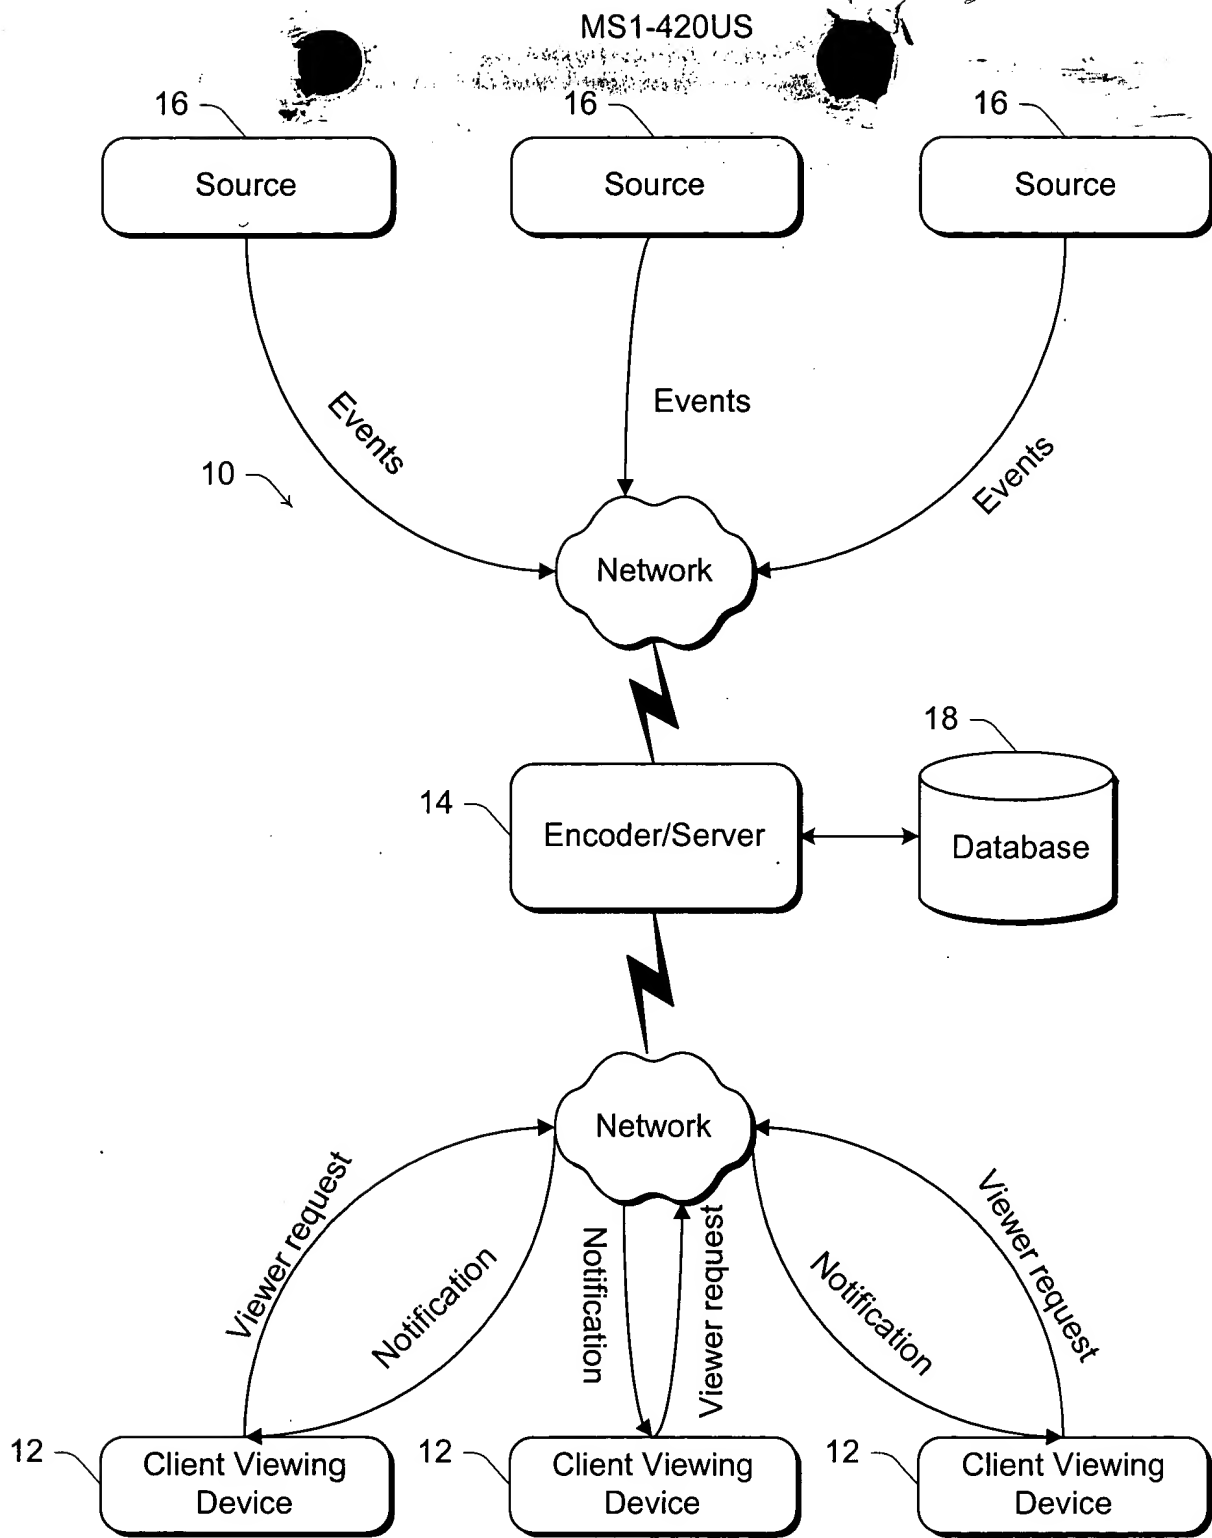 MS1-420US
16
16
16
Source
Source
Source
Events
Events
Events
10
Network
18
14
Encoder/Server
Database
Network
Viewer request
Notification
Notification
Viewer request
Notification
Viewer request
12
Client Viewing
Device
12
Client Viewing
Device
12
Client Viewing
Device